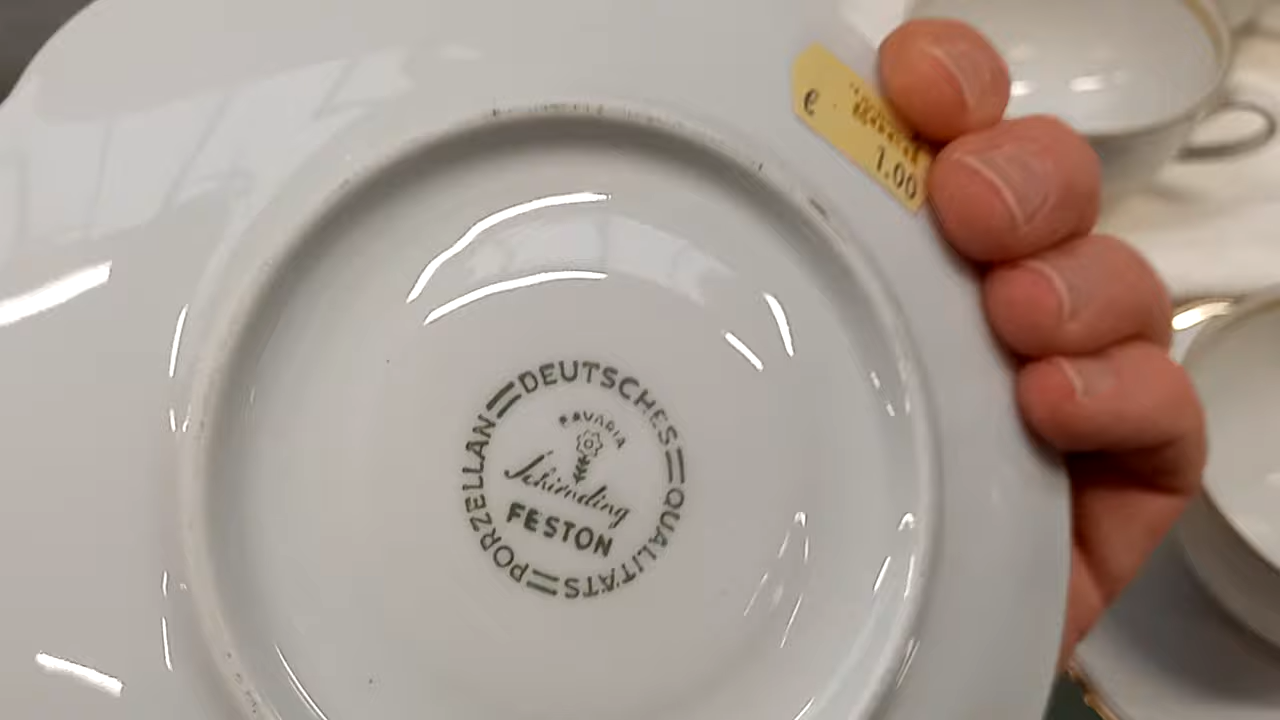 €
1.00
DEUTSCHES = QUALITÄTS = PORZELLAN =
BAVARIA
Schirnding
FESTON